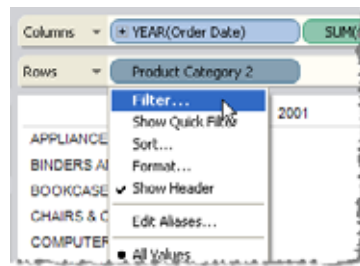 Columns + YEAR(Order Date) SUM(
Rows Product Category 2
Filter...
Show Quick Filter
2001
Sort...
APPLIANCE
Format...
BINDERS A
Show Header
BOOKCASE
CHAIRS & C
Edit Aliases...
COMPUTER
All Values